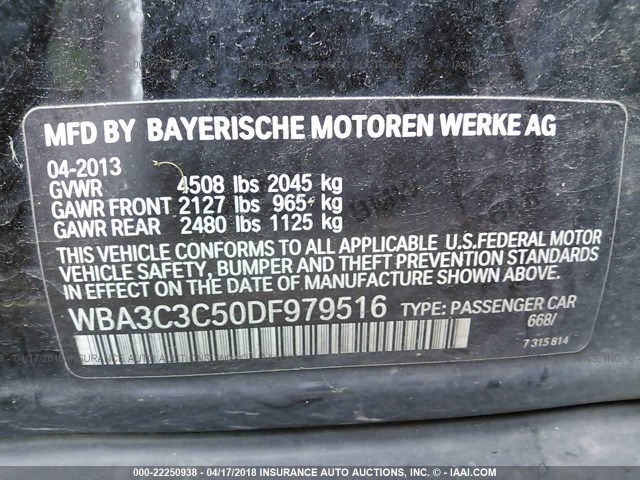 MFD BY BAYERISCHE MOTOREN WERKE AG
04-2013
GVWR 4508 lbs 2045 kg
GAWR FRONT 2127 lbs 965 kg
GAWR REAR 2480 lbs 1125 kg
THIS VEHICLE CONFORMS TO ALL APPLICABLE U.S.FEDERAL MOTOR
VEHICLE SAFETY, BUMPER AND THEFT PREVENTION STANDARDS
IN EFFECT ON THE DATE OF MANUFACTURE SHOWN ABOVE.
WBA3C3C50DF979516 TYPE: PASSENGER CAR
668/
7 315 814
000-22250938 - 04/17/2018 - INSURANCE AUTO AUCTIONS, INC. - IAAI.COM